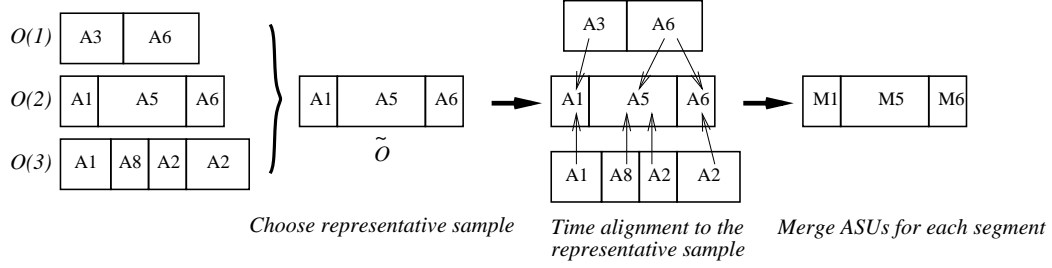 A3 A6
O(1) A3 A6
O(2) A1 A5 A6 A1 A5 A6 A1 A5 A6 M1 M5 M6
Õ
O(3) A1 A8 A2 A2 A1 A8 A2 A2
Choose representative sample Time alignment to the Merge ASUs for each segment
representative sample